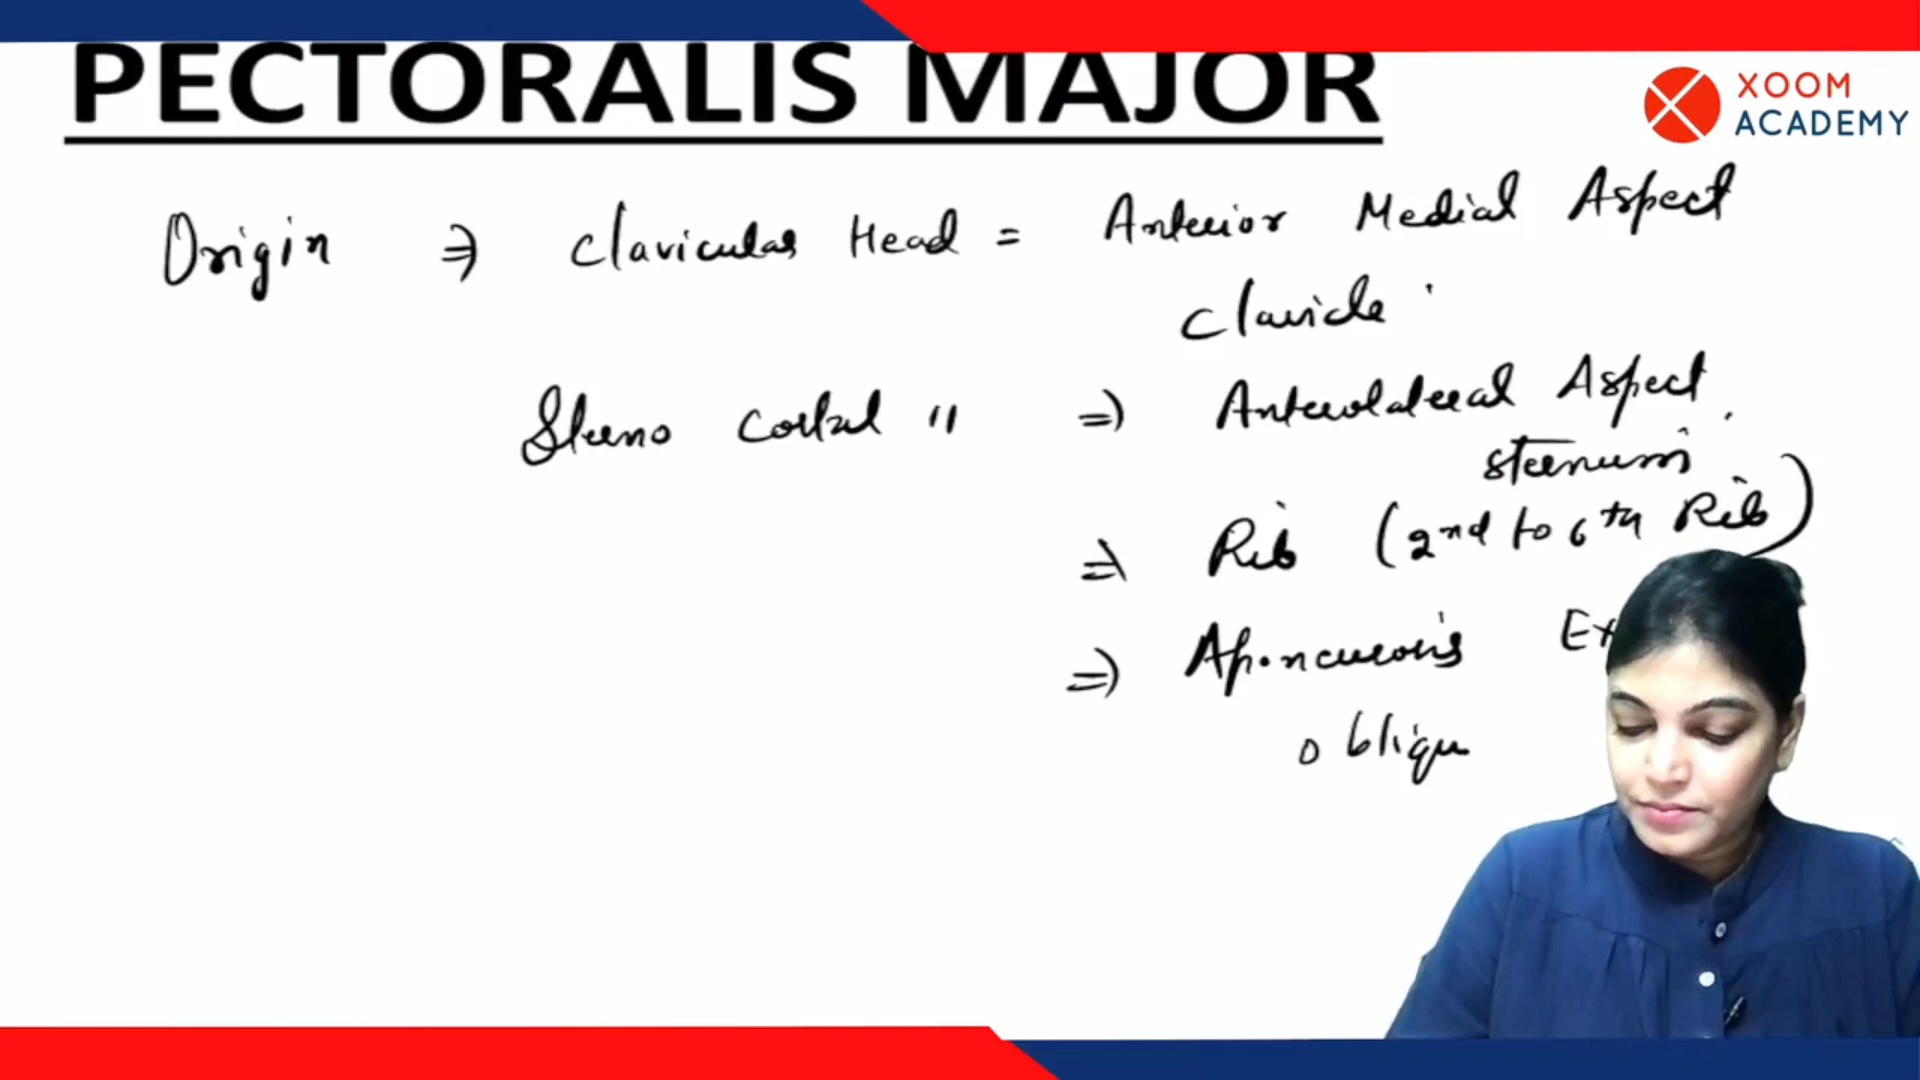 PECTORALIS MAJOR
XOOM
ACADEMY
Origin ⇒ Clavicular Head = Anterior Medial Aspect
Clavicle
Sterno Costal " ⇒ Anterolateral Aspect
sternum
⇒ Rib (2nd to 6th Rib)
⇒ Aponeurosis Ex
oblique